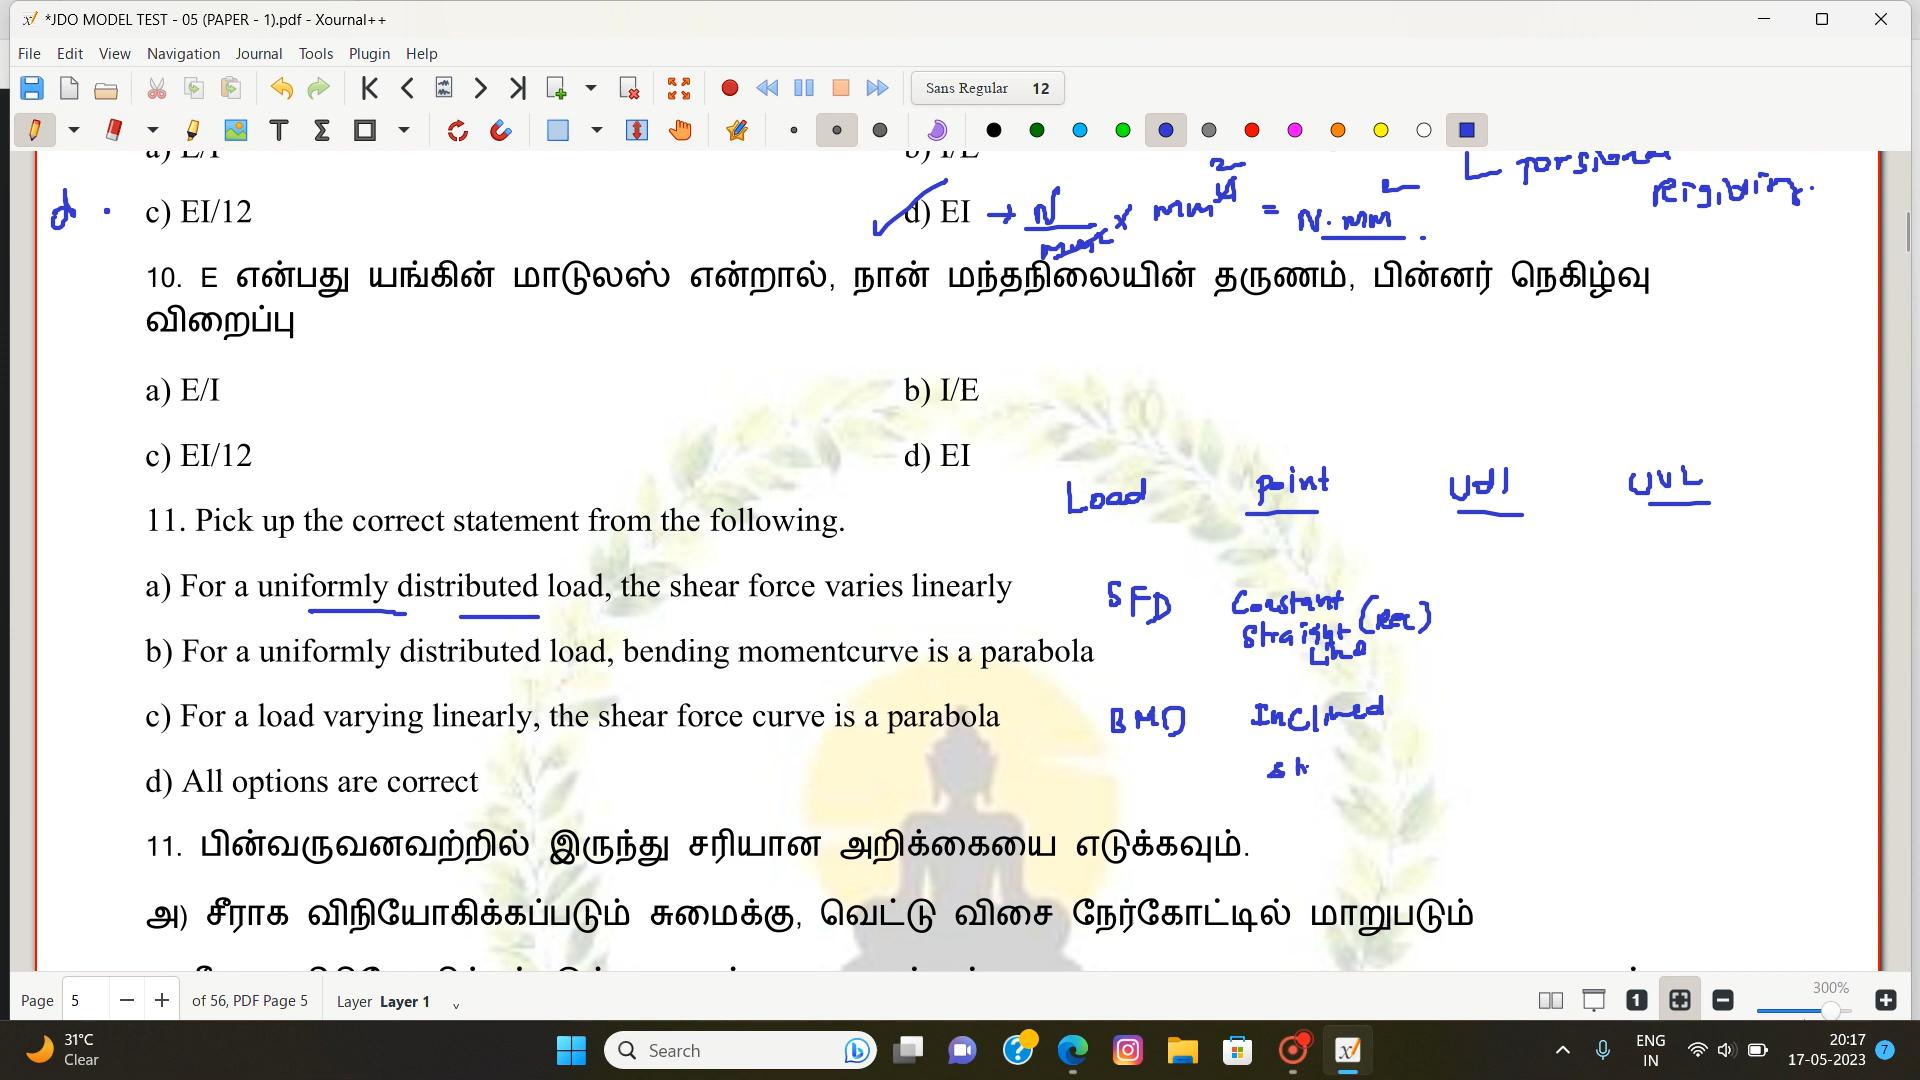 *JDO MODEL TEST - 05 (PAPER - 1).pdf - Xournal++
File Edit View Navigation Journal Tools Plugin Help
Sans Regular 12
a) E/I b) I/E
d. c) EI/12 d) EI → N/mm² × mm⁴ = N.mm²
10. E என்பது யங்கின் மாடுலஸ் என்றால், நான் மந்தநிலையின் தருணம், பின்னர் நெகிழ்வு
விறைப்பு
a) E/I b) I/E
c) EI/12 d) EI
Load point udl UVL
11. Pick up the correct statement from the following.
a) For a uniformly distributed load, the shear force varies linearly
SFD Constant Straight Line (Rec)
b) For a uniformly distributed load, bending momentcurve is a parabola
c) For a load varying linearly, the shear force curve is a parabola
BMD Inclined
d) All options are correct
11. பின்வருவனவற்றில் இருந்து சரியான அறிக்கையை எடுக்கவும்.
அ) சீராக விநியோகிக்கப்படும் சுமைக்கு, வெட்டு விசை நேர்கோட்டில் மாறுபடும்
Page 5 of 56, PDF Page 5 Layer Layer 1 300%
31°C
Clear
Search
ENG
IN
20:17
17-05-2023
7